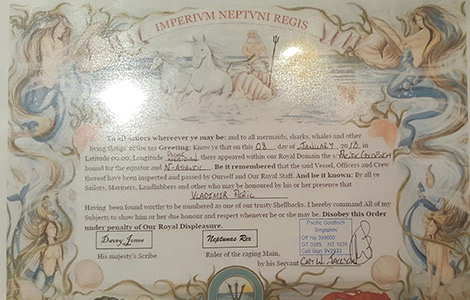 IMPERIVM NEPTVNI REGIS
To all sailors wherever ye may be: and to all mermaids, sharks, whales and other
living things of the sea Greeting: Know ye that on this 08 day of JANUARY 2018 in
Latitude 00.00, Longitude there appeared within our Royal Domain the
bound for the equator and N-ATLANTIC Be it remembered that the said Vessel, Officers and Crew
thereof have been inspected and passed by Ourself and Our Royal Staff. And be it known: By all ye
Sailors, Mariners, Landlubbers and other who may be honoured by his or her presence that
VLADIMIR
Having been found worthy to be numbered as one of our trusty Shellbacks. I hereby command All of my
Subjects to show him or her due honour and respect whenever he or she may be. Disobey this Order
under penalty of Our Royal Displeasure.
Davey Jones
Neptunus Rex
Pacific Goldfinch
Singapore
Off No 399000
His majesty's Scribe
Ruler of the raging Main,
by his Servant